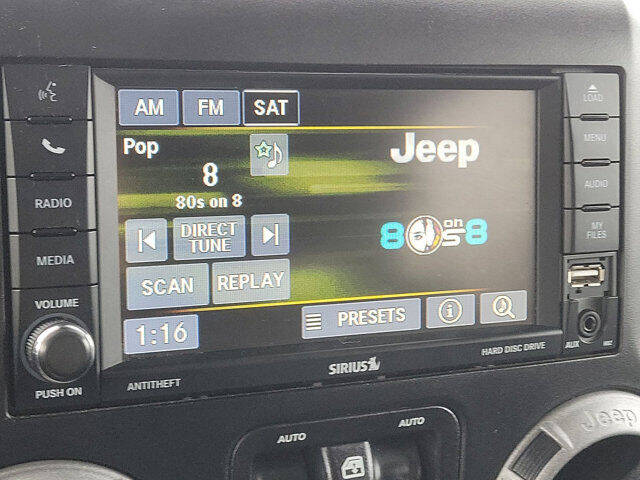 LOAD
AM FM SAT
MENU
Pop
Jeep
8
80s on 8
RADIO
AUDIO
DIRECT
TUNE
8 on 8
MEDIA
MY
FILES
SCAN REPLAY
VOLUME
PRESETS
1:16
PUSH ON
ANTITHEFT
SIRIUS
HARD DISC DRIVE
AUX
AUTO
AUTO
Jeep